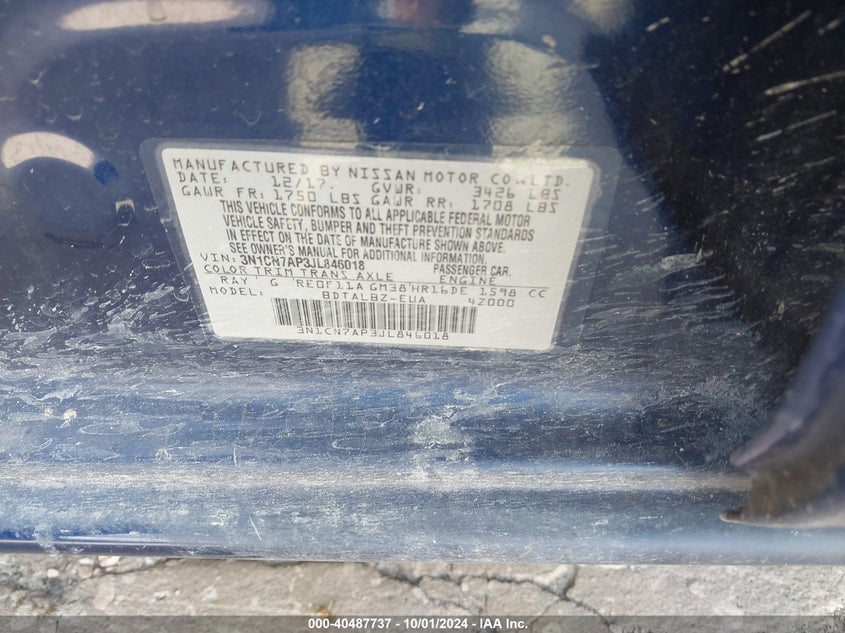 MANUFACTURED BY NISSAN MOTOR CO.,LTD.
DATE: 12/17. GVWR: 3426 LBS
GAWR FR: 1750 LBS GAWR RR: 1708 LBS
THIS VEHICLE CONFORMS TO ALL APPLICABLE FEDERAL MOTOR
VEHICLE SAFETY, BUMPER AND THEFT PREVENTION STANDARDS
IN EFFECT ON THE DATE OF MANUFACTURE SHOWN ABOVE.
SEE OWNER'S MANUAL FOR ADDITIONAL INFORMATION.
VIN: 3N1CN7AP3JL846018 PASSENGER CAR.
COLOR TRIM TRANS AXLE ENGINE
RAY G RE0F11A GM38 HR16DE 1598 CC
MODEL: BDTALBZ-EUA 42000
3N1CN7AP3JL846018
000-40487737 - 10/01/2024 - IAA Inc.